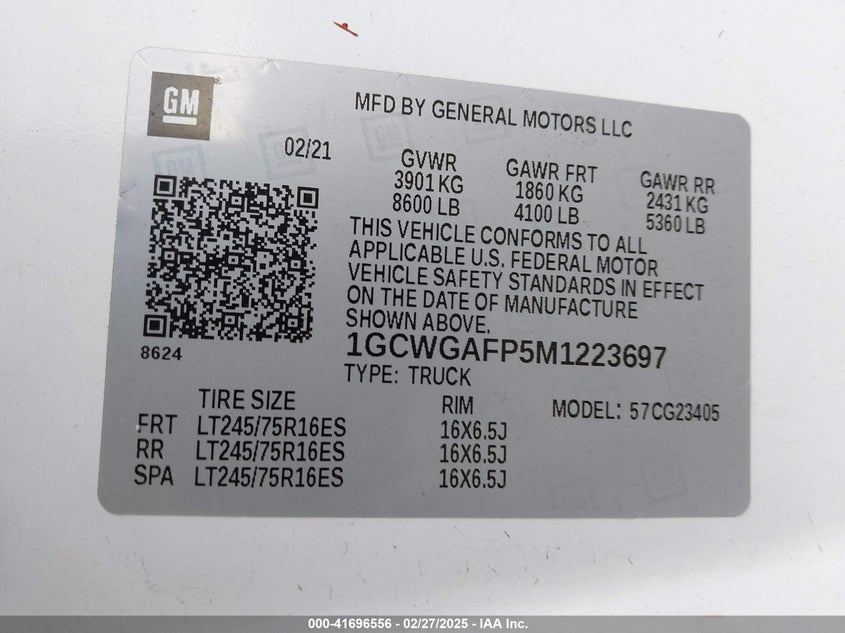 GM
MFD BY GENERAL MOTORS LLC
02/21
GVWR GAWR FRT GAWR RR
3901 KG 1860 KG 2431 KG
8600 LB 4100 LB 5360 LB
THIS VEHICLE CONFORMS TO ALL
APPLICABLE U.S. FEDERAL MOTOR
VEHICLE SAFETY STANDARDS IN EFFECT
ON THE DATE OF MANUFACTURE
SHOWN ABOVE.
8624
1GCWGAFP5M1223697
TYPE: TRUCK
TIRE SIZE RIM MODEL: 57CG23405
FRT LT245/75R16ES 16X6.5J
RR LT245/75R16ES 16X6.5J
SPA LT245/75R16ES 16X6.5J
000-41696556 - 02/27/2025 - IAA Inc.